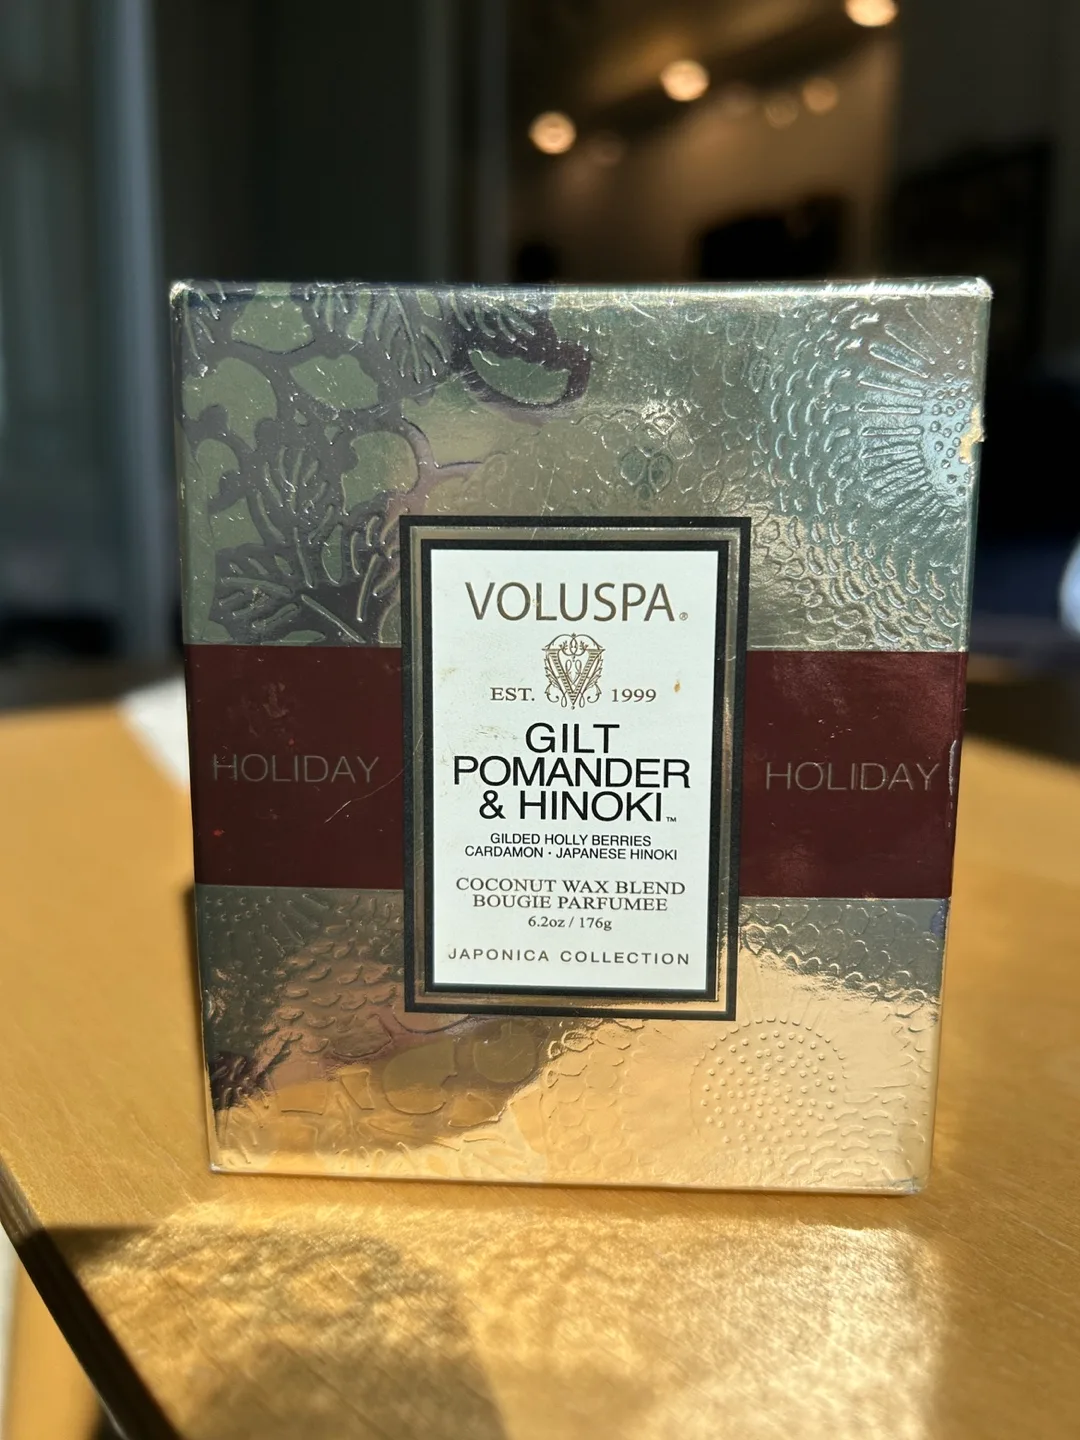 VOLUSPA®
EST. 1999
HOLIDAY
GILT
POMANDER
& HINOKI™
HOLIDAY
GILDED HOLLY BERRIES
CARDAMON · JAPANESE HINOKI
COCONUT WAX BLEND
BOUGIE PARFUMEE
6.2oz / 176g
JAPONICA COLLECTION